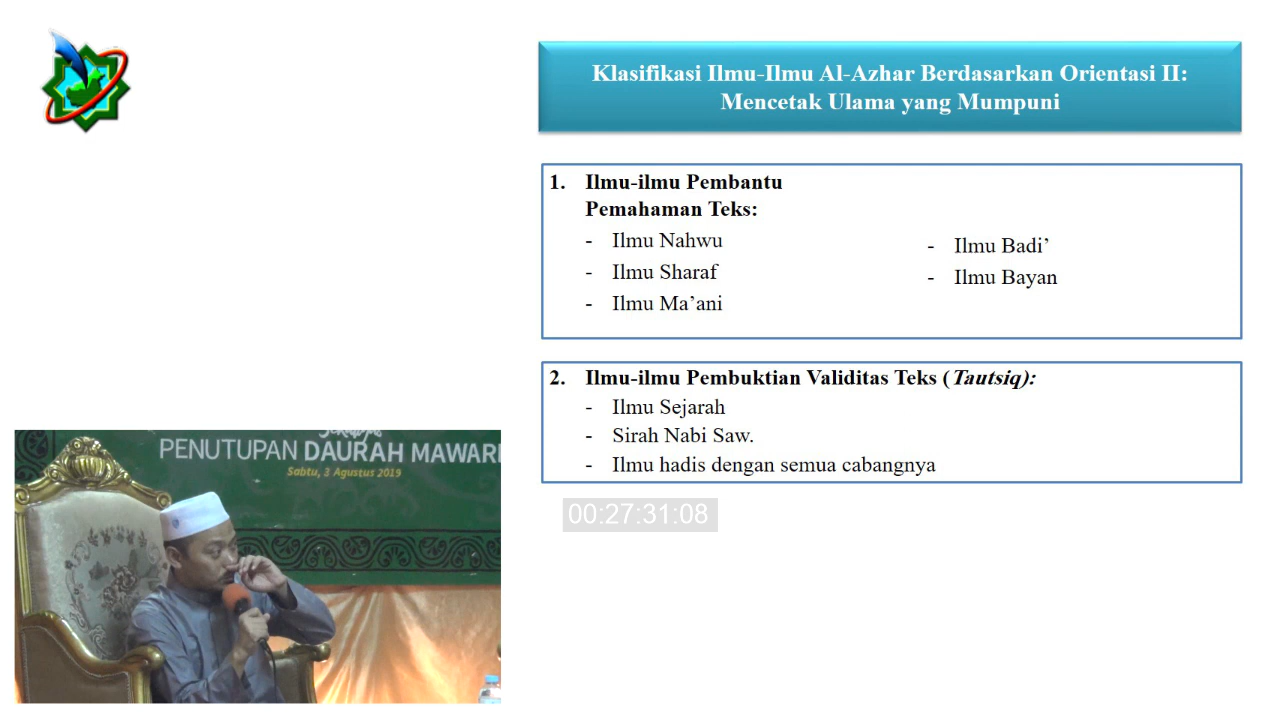 Klasifikasi Ilmu-Ilmu Al-Azhar Berdasarkan Orientasi II:
Mencetak Ulama yang Mumpuni
1. Ilmu-ilmu Pembantu
Pemahaman Teks:
- Ilmu Nahwu
- Ilmu Sharaf
- Ilmu Ma’ani
- Ilmu Badi’
- Ilmu Bayan
2. Ilmu-ilmu Pembuktian Validitas Teks (Tautsiq):
- Ilmu Sejarah
- Sirah Nabi Saw.
- Ilmu hadis dengan semua cabangnya
00:27:31:08
PENUTUPAN DAURAH MAWAR
Sabtu, 3 Agustus 2019